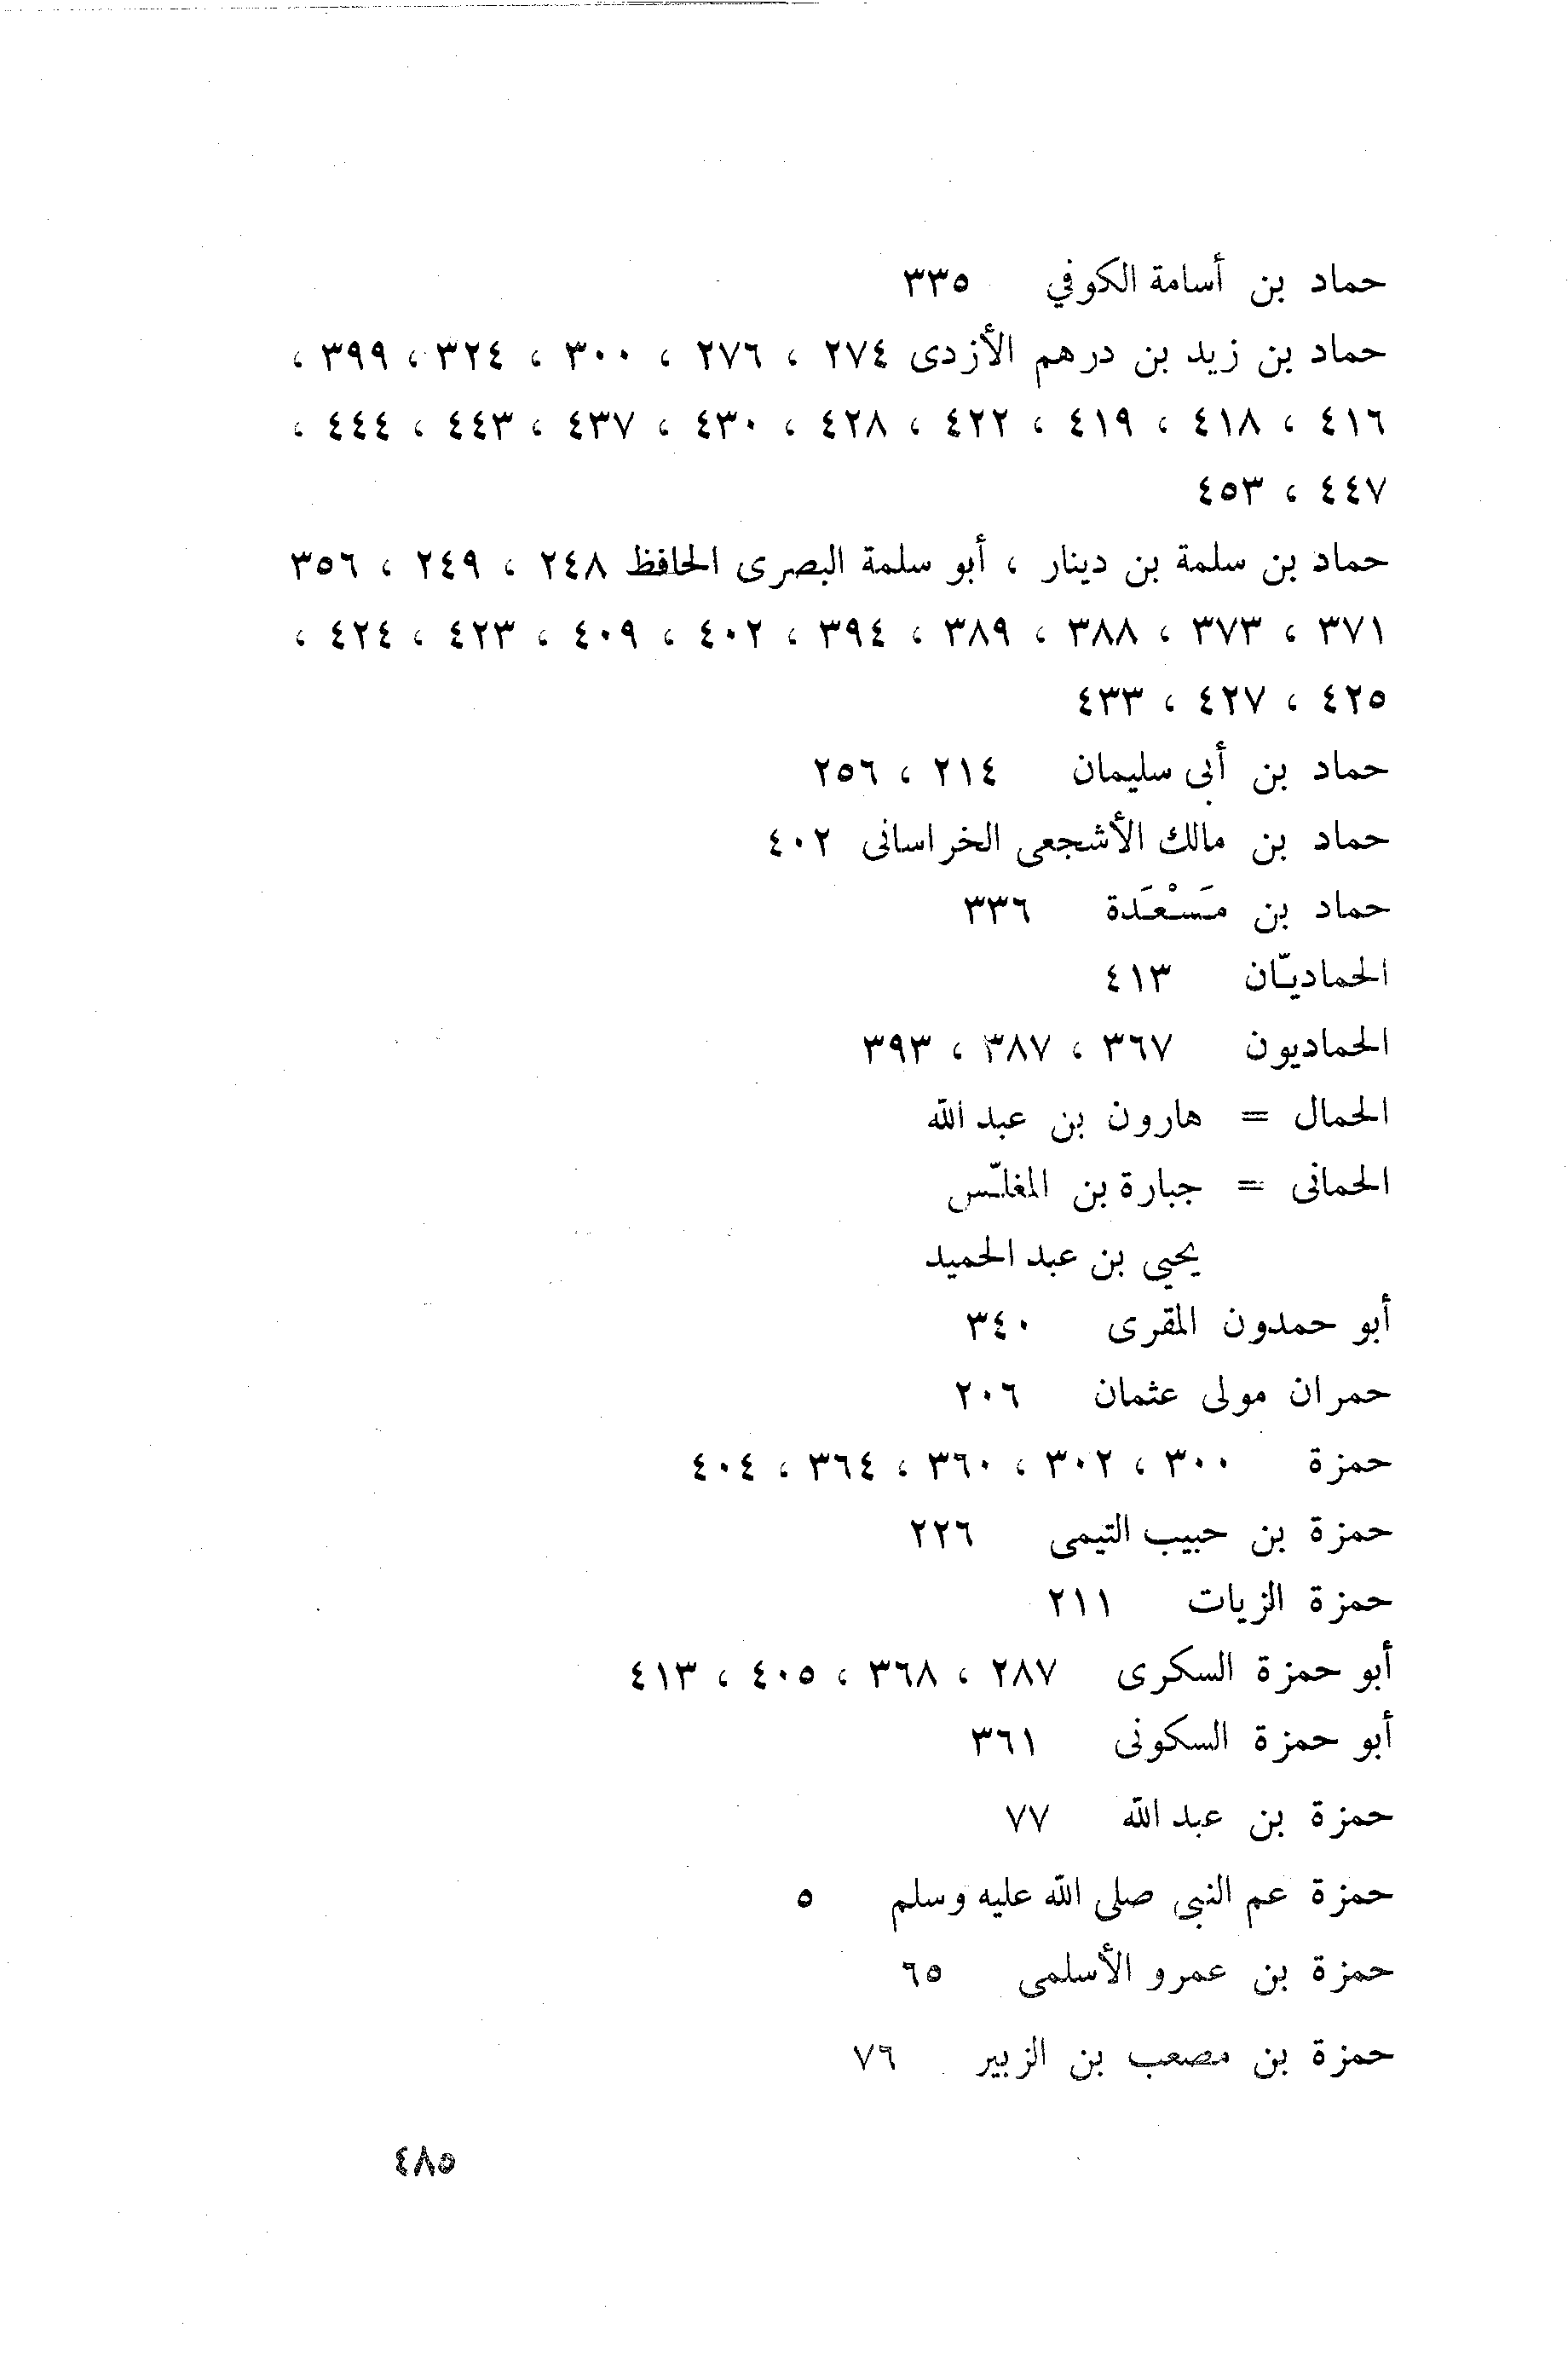 حماد بن أسامة الكوفي ٣٣٥
حماد بن زيد بن درهم الأزدى ٢٧٤ ، ٢٧٦ ، ٣٠٠ ، ٣٢٤ ، ٣٩٩ ،
٤١٦ ، ٤١٨ ، ٤١٩ ، ٤٢٢ ، ٤٢٨ ، ٤٣٠ ، ٤٣٧ ، ٤٤٣ ، ٤٤٤ ،
٤٤٧ ، ٤٥٣
حماد بن سلمة بن دينار ، أبو سلمة البصرى الحافظ ٢٤٨ ، ٢٤٩ ، ٣٥٦
٣٧١ ، ٣٧٣ ، ٣٨٨ ، ٣٨٩ ، ٣٩٤ ، ٤٠٢ ، ٤٠٩ ، ٤٢٣ ، ٤٢٤ ،
٤٢٥ ، ٤٢٧ ، ٤٣٣
حماد بن أبى سليمان ٢١٤ ، ٢٥٦
حماد بن مالك الأشجعى الخراسانى ٤٠٢
حماد بن مَسْعَدة ٣٣٦
الحماديّان ٤١٣
الحماديون ٣٦٧ ، ٣٨٧ ، ٣٩٣
الحمال = هارون بن عبد الله
الحمانى = جبارة بن المغلّس
يحيي بن عبد الحميد
أبو حمدون المقرى ٣٤٠
حمران مولى عثمان ٢٠٦
حمزة ٣٠٠ ، ٣٠٢ ، ٣٦٠ ، ٣٦٤ ، ٤٠٤
حمزة بن حبيب التيمى ٢٢٦
حمزة الزيات ٢١١
أبو حمزة السكرى ٢٨٧ ، ٣٦٨ ، ٤٠٥ ، ٤١٣
أبو حمزة السكونى ٣٦١
حمزة بن عبد الله ٧٧
حمزة عم النبى صلى الله عليه وسلم ٥
حمزة بن عمرو الأسلمى ٦٥
حمزة بن مصعب بن الزبير ٧٦
٤٨٥